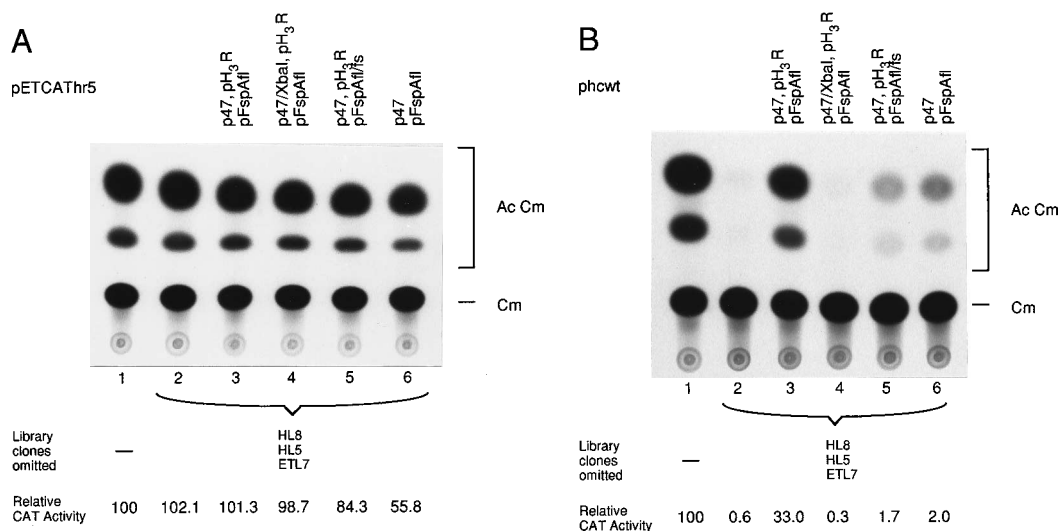 A
pETCAThr5
p47, pH3R
pFspAfl
p47/XbaI, pH3R
pFspAfl
p47, pH3R
pFspAfl/fs
p47
pFspAfl
Ac Cm
Cm
1 2 3 4 5 6
Library
clones
omitted
—
HL8
HL5
ETL7
Relative
CAT Activity
100 102.1 101.3 98.7 84.3 55.8
B
phcwt
p47, pH3R
pFspAfl
p47/XbaI, pH3R
pFspAfl
p47, pH3R
pFspAfl/fs
p47
pFspAfl
Ac Cm
Cm
1 2 3 4 5 6
Library
clones
omitted
—
HL8
HL5
ETL7
Relative
CAT Activity
100 0.6 33.0 0.3 1.7 2.0